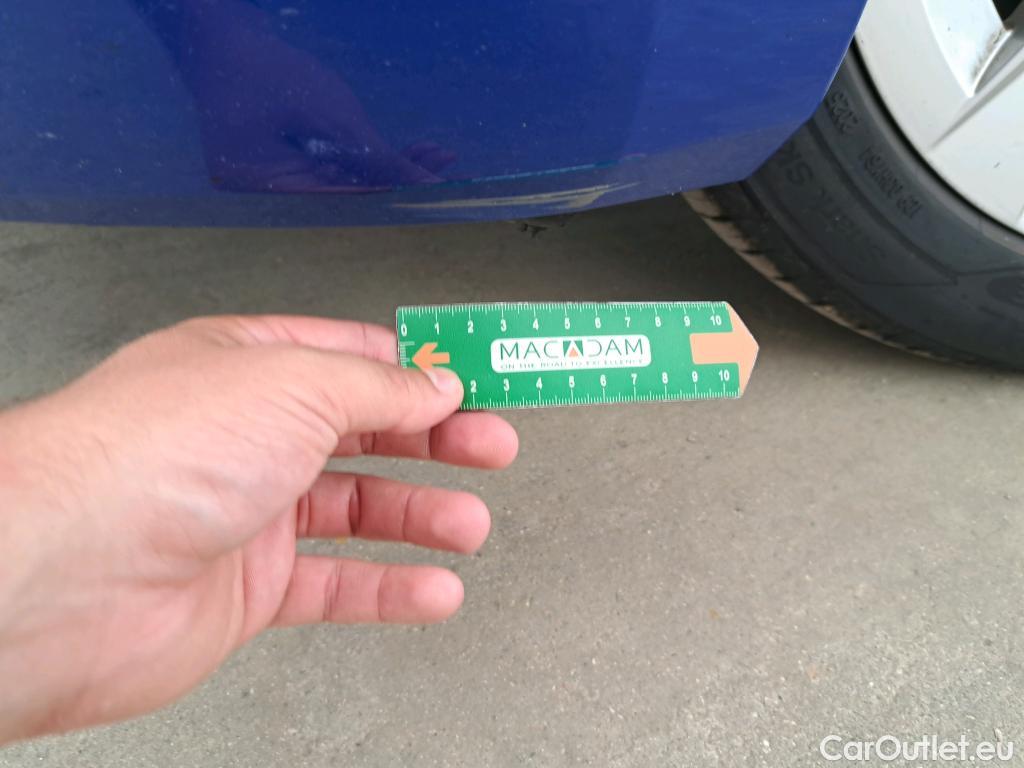 0 1 2 3 4 5 6 7 8 9 10
MACADAM
ON THE ROAD TO EXCELLENCE
2 3 4 5 6 7 8 9 10
CarOutlet.eu